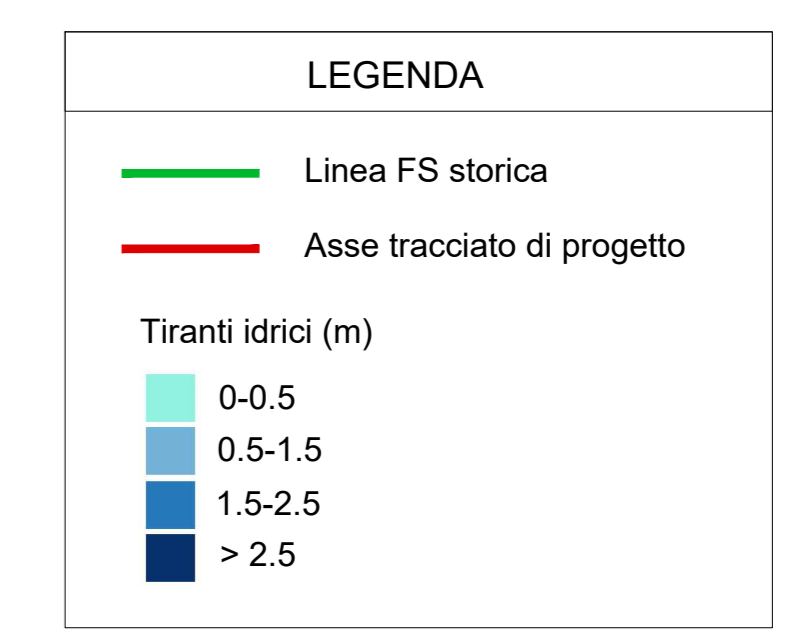 LEGENDA
Linea FS storica
Asse tracciato di progetto
Tiranti idrici (m)
0-0.5
0.5-1.5
1.5-2.5
> 2.5